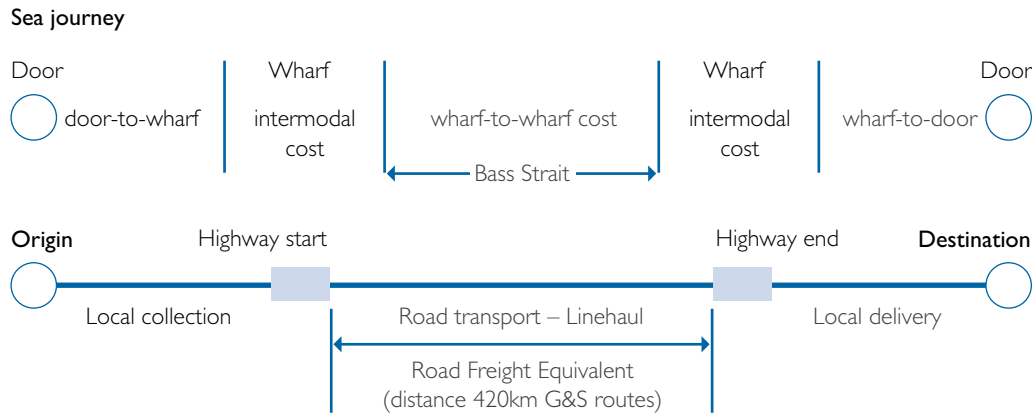 Sea journey
Door
Wharf
Wharf
Door
door-to-wharf
intermodal
cost
wharf-to-wharf cost
intermodal
cost
wharf-to-door
Bass Strait
Origin
Highway start
Highway end
Destination
Local collection
Road transport – Linehaul
Local delivery
Road Freight Equivalent
(distance 420km G&S routes)